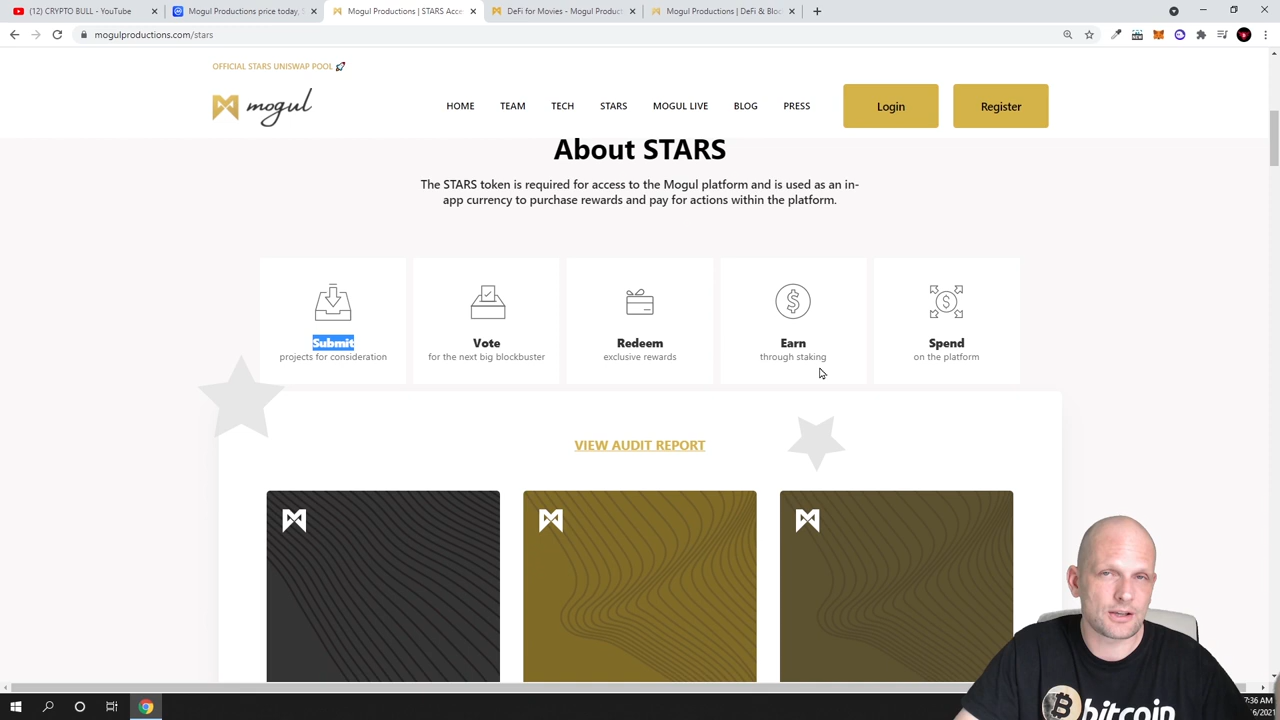 (12) CRYPTO BULL - YouTube
Mogul Productions price today, S
Mogul Productions | STARS Acce
DeFi for Movies - Mogul Produc
Mogul Productions | DeFi & Blo
mogulproductions.com/stars
OFFICIAL STARS UNISWAP POOL
mogul
HOME TEAM TECH STARS MOGUL LIVE BLOG PRESS Login Register
About STARS
The STARS token is required for access to the Mogul platform and is used as an in-
app currency to purchase rewards and pay for actions within the platform.
Submit
projects for consideration
Vote
for the next big blockbuster
Redeem
exclusive rewards
Earn
through staking
Spend
on the platform
VIEW AUDIT REPORT
bitcoin
7:36 AM
6/2021